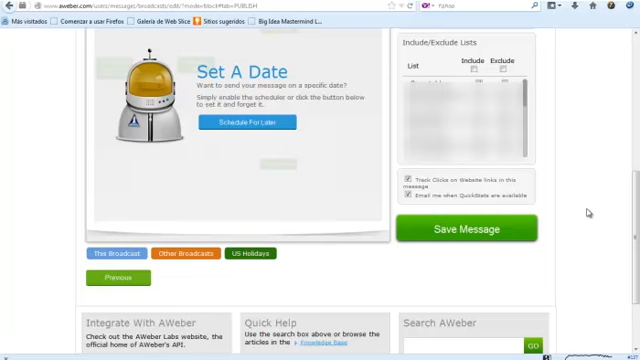 www.aweber.com/users/messages/broadcasts/edit/?mode=block#tab=PUBLISH
Yahoo
Más visitados
Comenzar a usar Firefox
Galería de Web Slice
Sitios sugeridos
Big Idea Mastermind L...
Set A Date
Want to send your message on a specific date?
Simply enable the scheduler or click the button below
to set it and forget it.
Schedule For Later
Include/Exclude Lists
List Include Exclude
Track Clicks on Website links in this
message
Email me when QuickStats are available
Save Message
This Broadcast
Other Broadcasts
US Holidays
Previous
Integrate With AWeber
Check out the AWeber Labs website, the
official home of AWeber's API.
Quick Help
Use the search box above or browse the
articles in the Knowledge Base
Search AWeber
GO